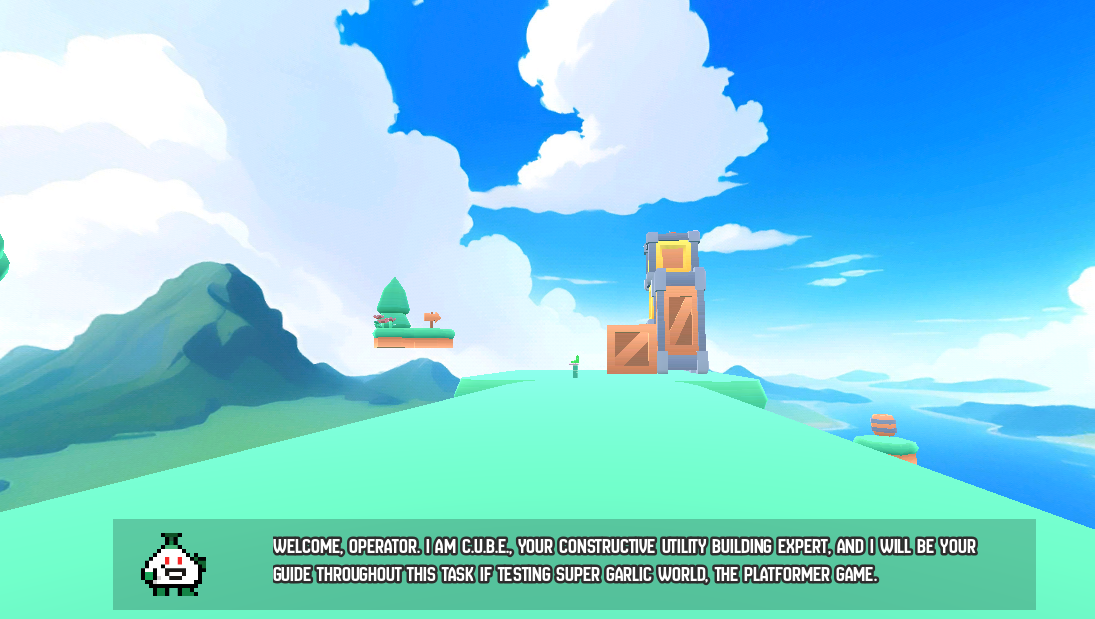 WELCOME, OPERATOR. I AM C.U.B.E., YOUR CONSTRUCTIVE UTILITY BUILDING EXPERT, AND I WILL BE YOUR
GUIDE THROUGHOUT THIS TASK IF TESTING SUPER GARLIC WORLD, THE PLATFORMER GAME.